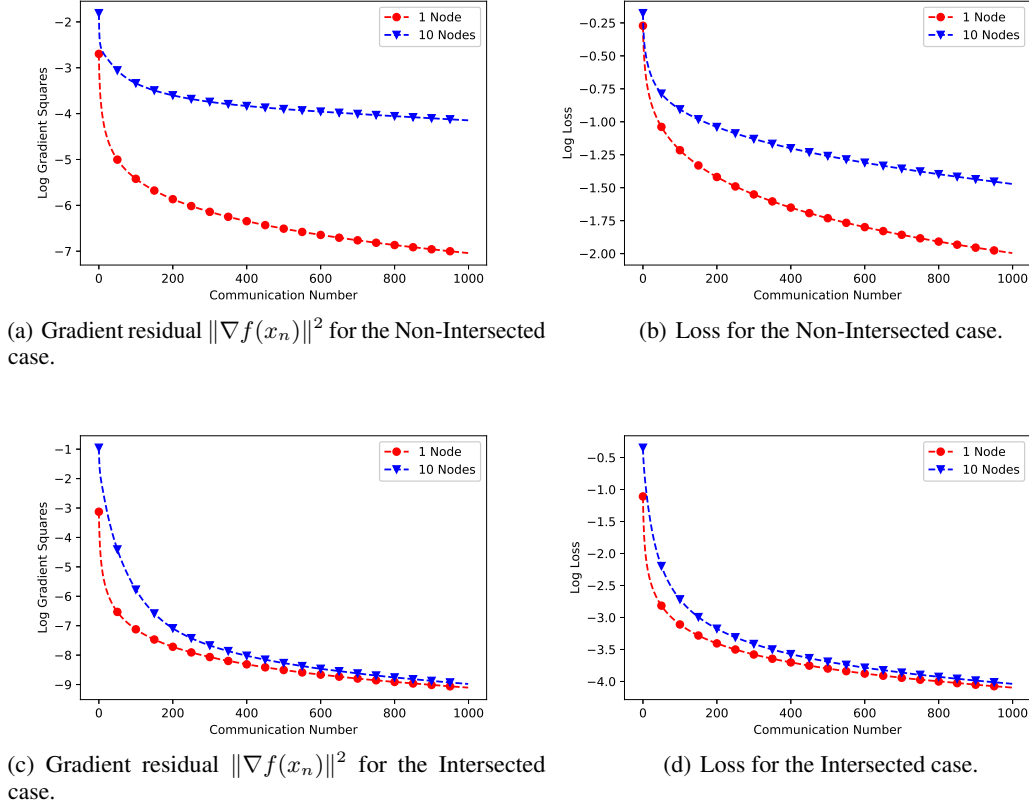 −2
−3
−4
−5
−6
−7
Log Gradient Squares
0 200 400 600 800 1000
Communication Number
1 Node
10 Nodes
(a) Gradient residual ∥∇f(xₙ)∥² for the Non-Intersected
case.
−0.25
−0.50
−0.75
−1.00
−1.25
−1.50
−1.75
−2.00
Log Loss
0 200 400 600 800 1000
Communication Number
1 Node
10 Nodes
(b) Loss for the Non-Intersected case.
−1
−2
−3
−4
−5
−6
−7
−8
−9
Log Gradient Squares
0 200 400 600 800 1000
Communication Number
1 Node
10 Nodes
(c) Gradient residual ∥∇f(xₙ)∥² for the Intersected
case.
−0.5
−1.0
−1.5
−2.0
−2.5
−3.0
−3.5
−4.0
Log Loss
0 200 400 600 800 1000
Communication Number
1 Node
10 Nodes
(d) Loss for the Intersected case.